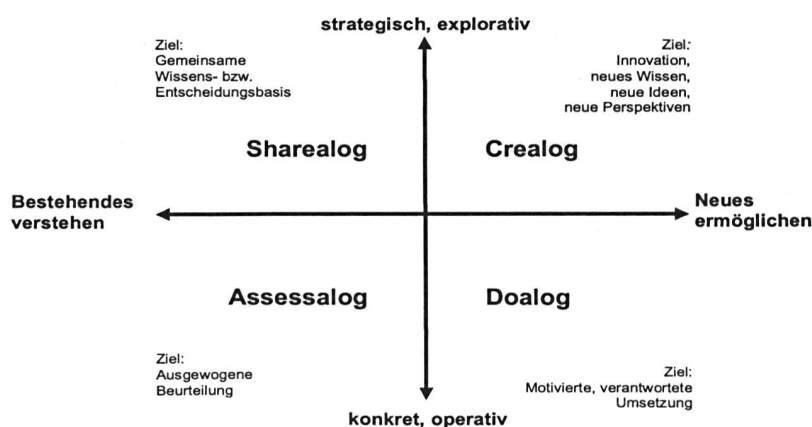 strategisch, explorativ
Ziel:
Gemeinsame
Wissens- bzw.
Entscheidungsbasis
Ziel:
Innovation,
neues Wissen,
neue Ideen,
neue Perspektiven
Sharealog
Crealog
Bestehendes
verstehen
Neues
ermöglichen
Assessalog
Doalog
Ziel:
Ausgewogene
Beurteilung
Ziel:
Motivierte, verantwortete
Umsetzung
konkret, operativ